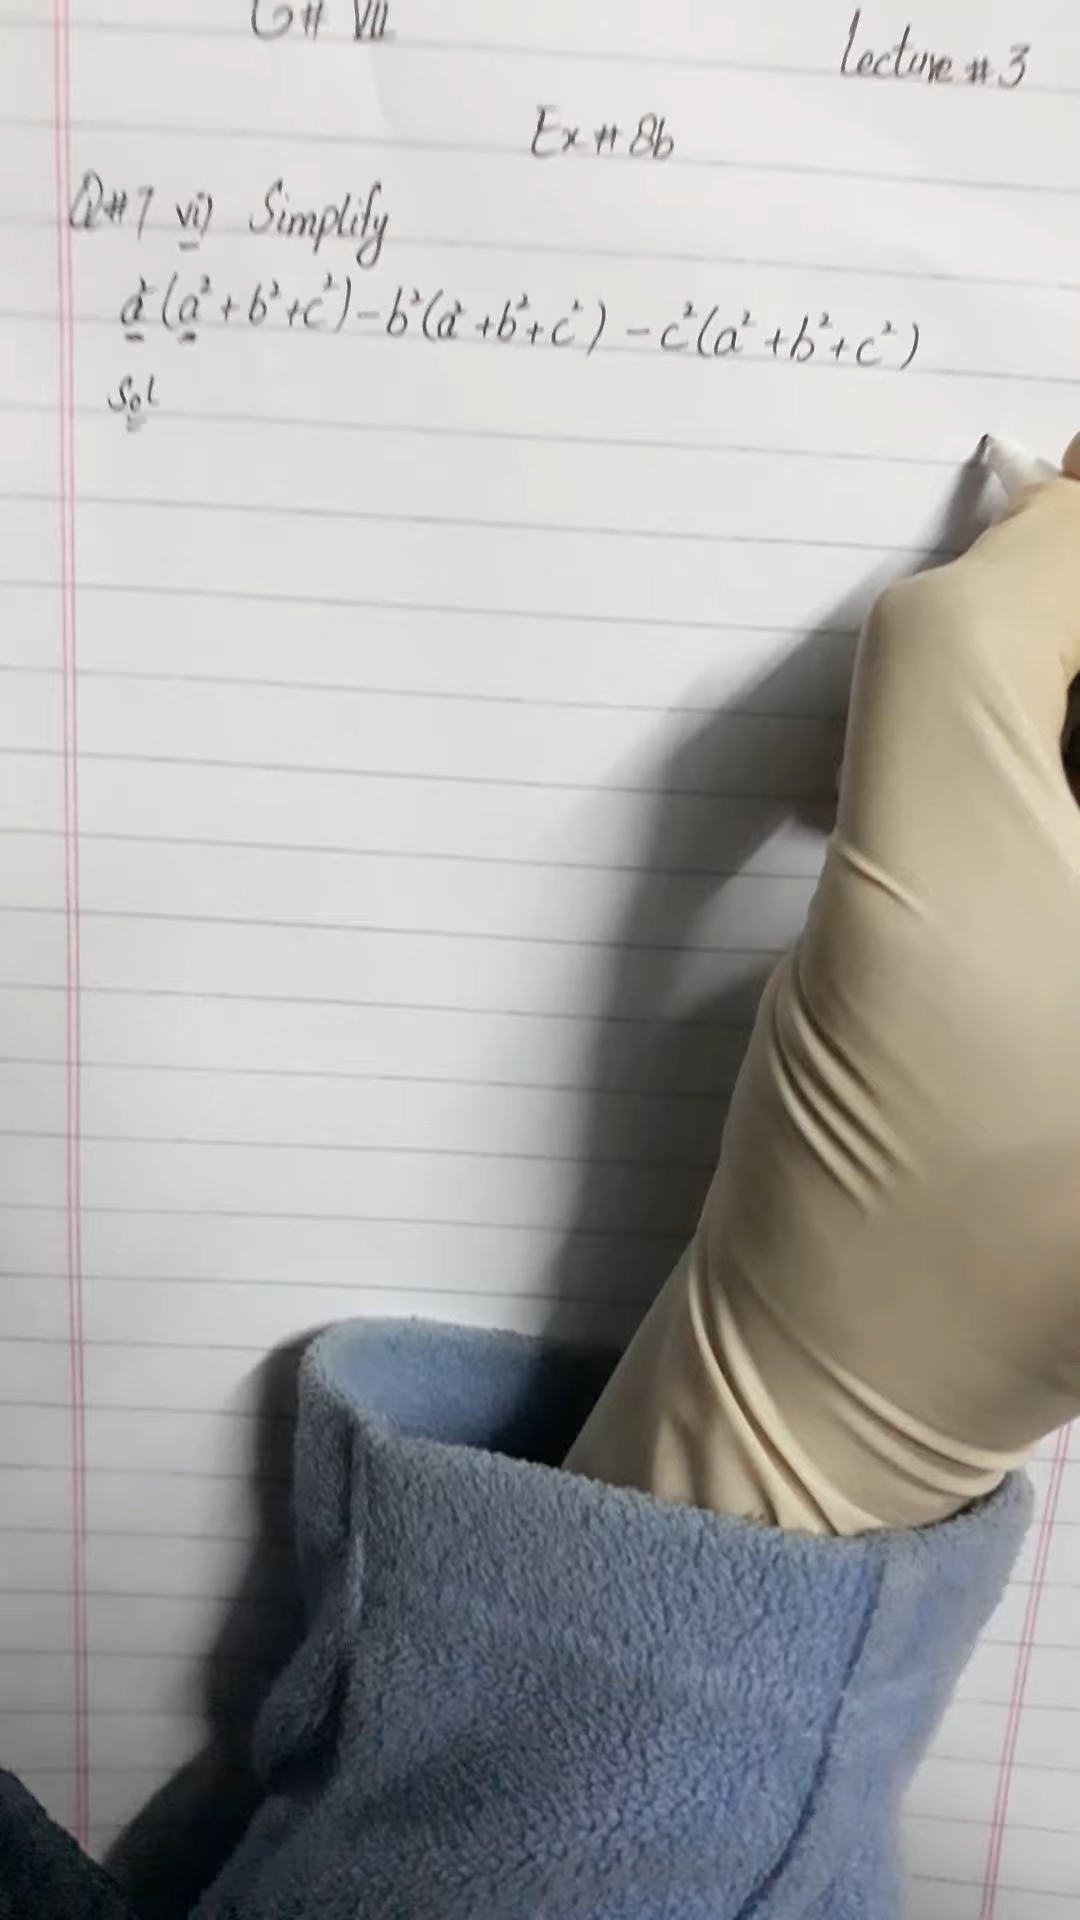 G# VII
Lecture # 3
Ex # 8b
Q#7 vi) Simplify
a²(a²+b²+c²)-b²(a²+b²+c²)-c²(a²+b²+c²)
Sol